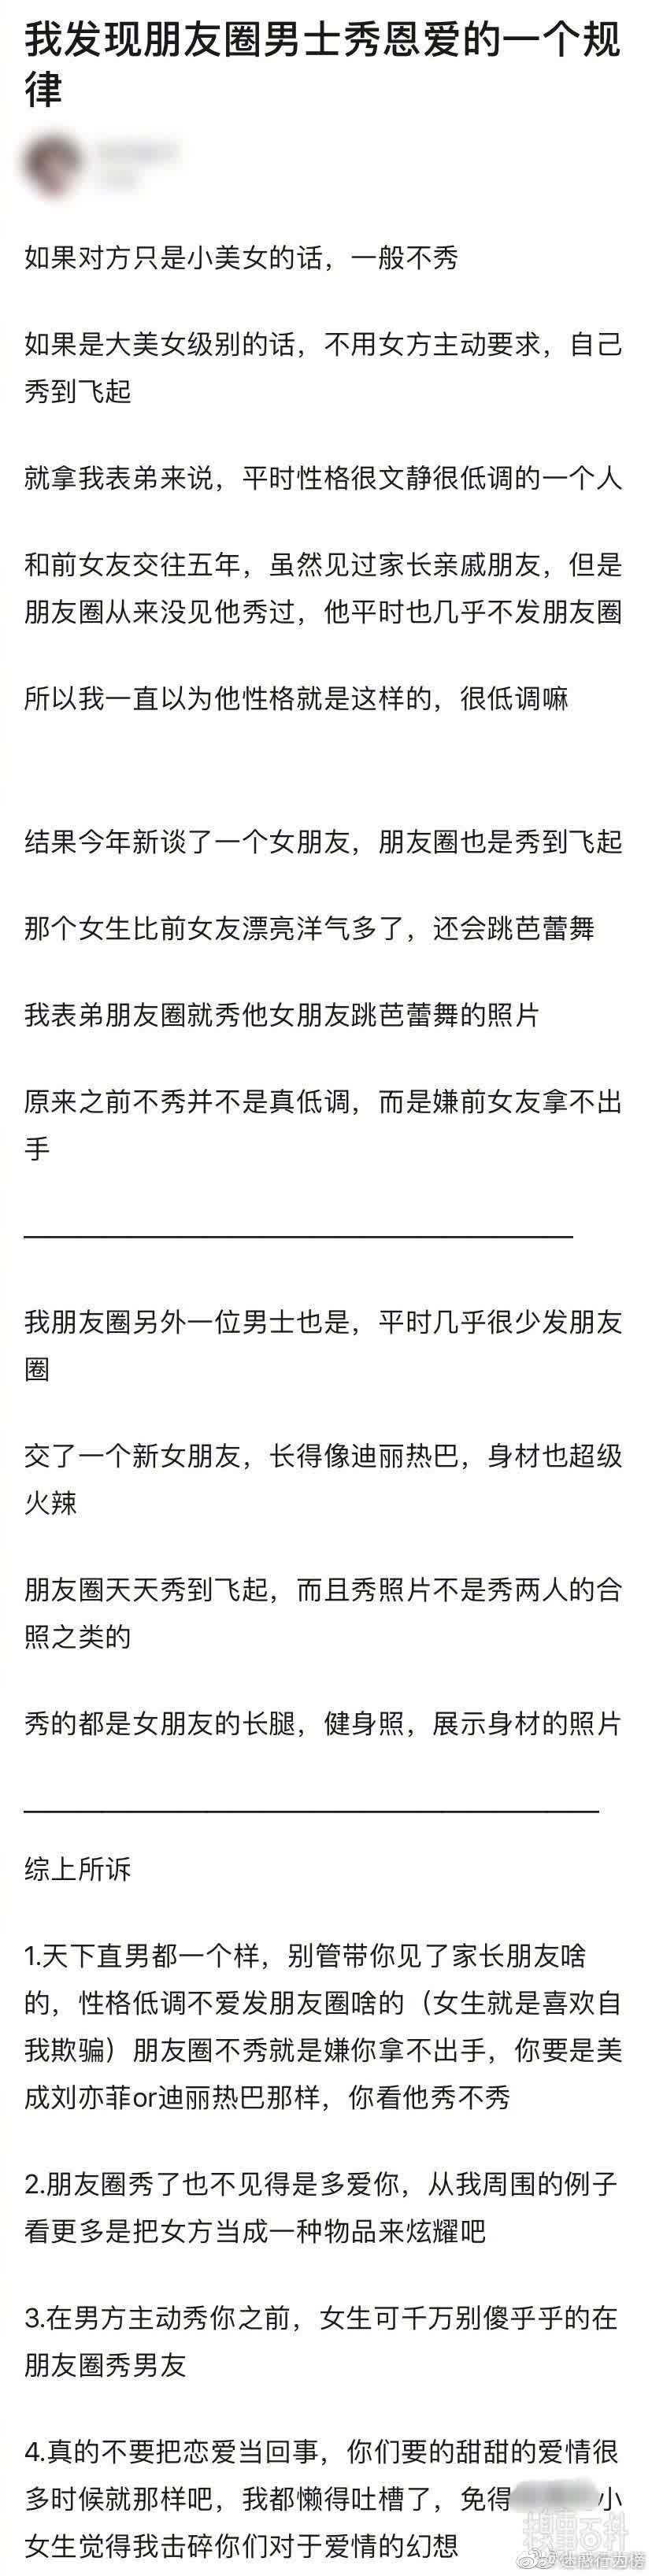 我发现朋友圈男士秀恩爱的一个规
律
如果对方只是小美女的话，一般不秀
如果是大美女级别的话，不用女方主动要求，自己
秀到飞起
就拿我表弟来说，平时性格很文静很低调的一个人
和前女友交往五年，虽然见过家长亲戚朋友，但是
朋友圈从来没见他秀过，他平时也几乎不发朋友圈
所以我一直以为他性格就是这样的，很低调嘛
结果今年新谈了一个女朋友，朋友圈也是秀到飞起
那个女生比前女友漂亮洋气多了，还会跳芭蕾舞
我表弟朋友圈就秀他女朋友跳芭蕾舞的照片
原来之前不秀并不是真低调，而是嫌前女友拿不出
手
我朋友圈另外一位男士也是，平时几乎很少发朋友
圈
交了一个新女朋友，长得像迪丽热巴，身材也超级
火辣
朋友圈天天秀到飞起，而且秀照片不是秀两人的合
照之类的
秀的都是女朋友的长腿，健身照，展示身材的照片
综上所诉
1.天下直男都一个样，别管带你见了家长朋友啥
的，性格低调不爱发朋友圈啥的（女生就是喜欢自
我欺骗）朋友圈不秀就是嫌你拿不出手，你要是美
成刘亦菲or迪丽热巴那样，你看他秀不秀
2.朋友圈秀了也不见得是多爱你，从我周围的例子
看更多是把女方当成一种物品来炫耀吧
3.在男方主动秀你之前，女生可千万别傻乎乎的在
朋友圈秀男友
4.真的不要把恋爱当回事，你们要的甜甜的爱情很
多时候就那样吧，我都懒得吐槽了，免得小
女生觉得我击碎你们对于爱情的幻想